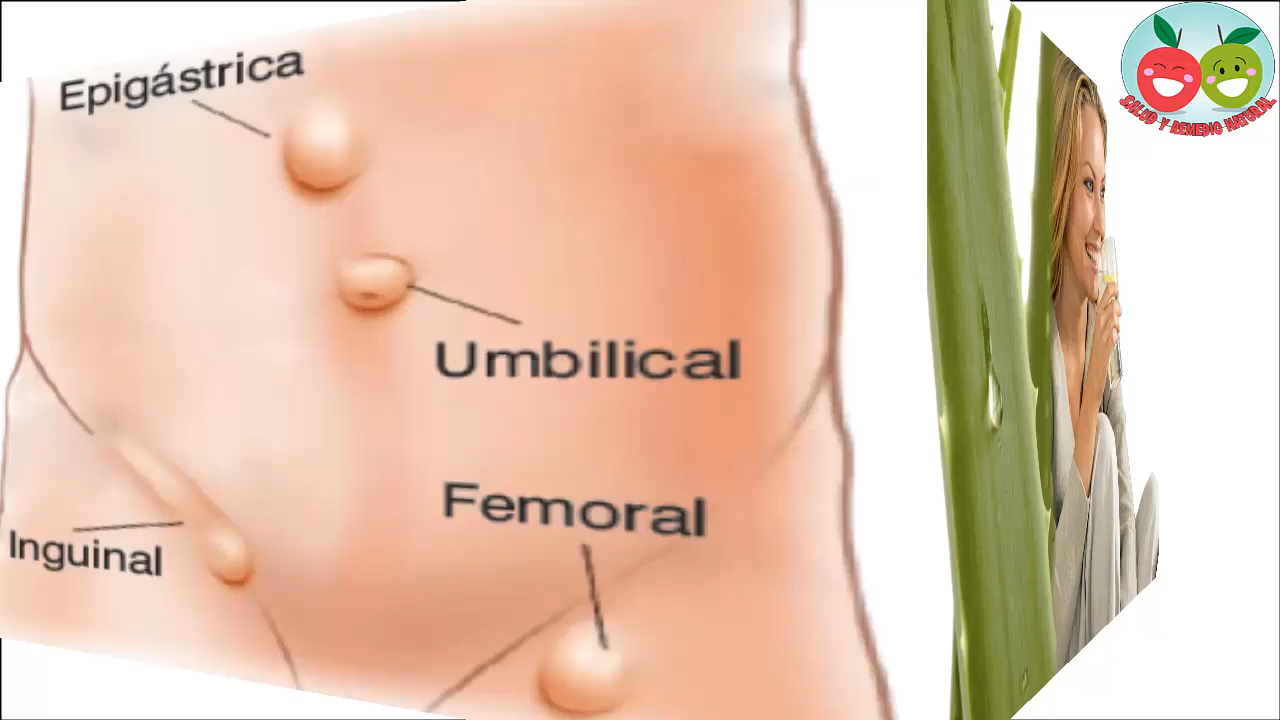 Epigástrica
Umbilical
Femoral
Inguinal
SALUD Y REMEDIO NATURAL